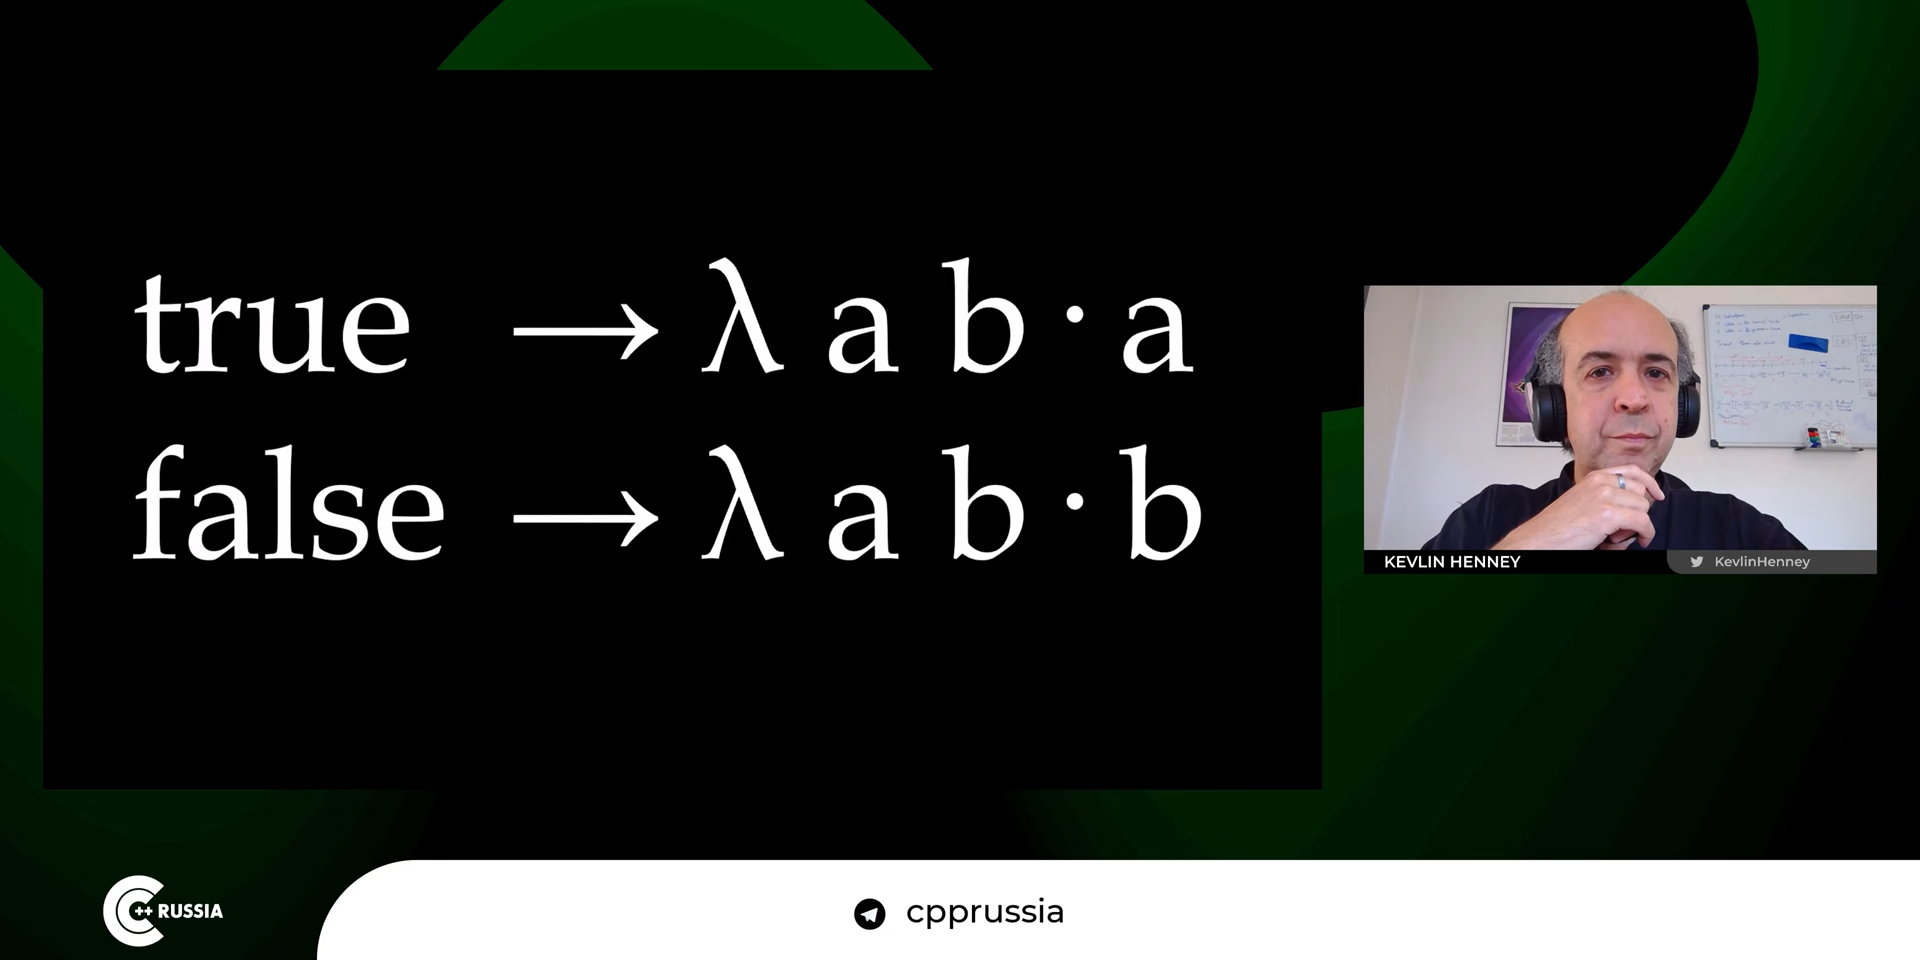 true → λ a b · a
false → λ a b · b
KEVLIN HENNEY
KevlinHenney
C++ RUSSIA
cpprussia